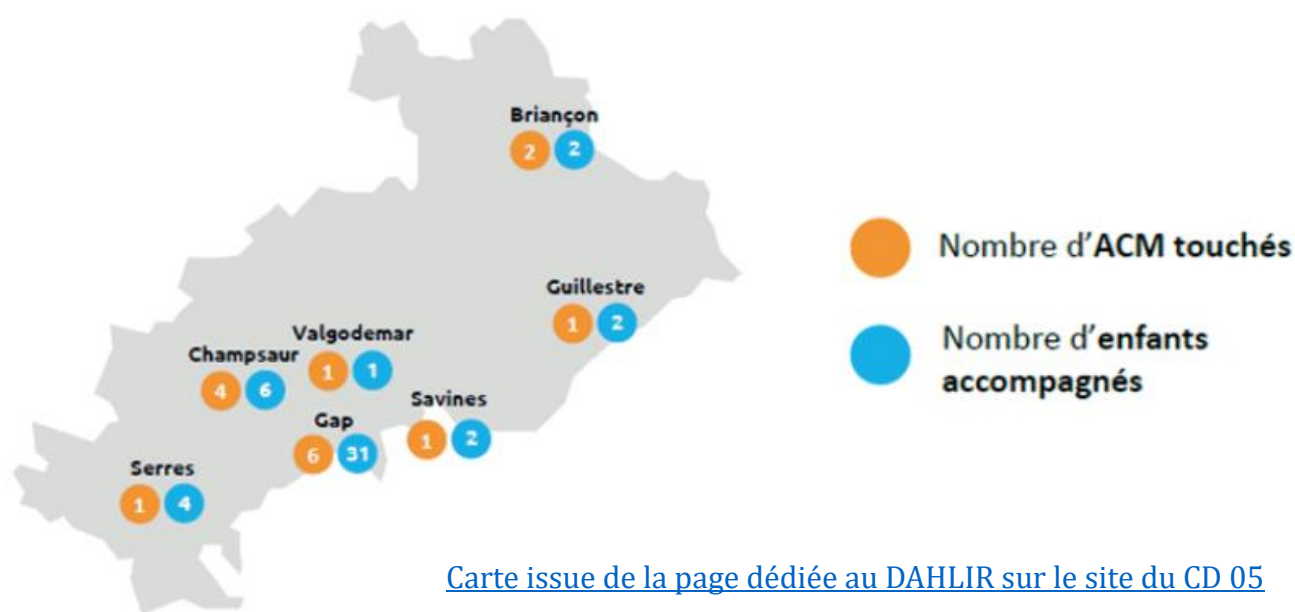 Briançon
2 2
Nombre d'ACM touchés
Guillestre
1 2
Nombre d'enfants
accompagnés
Valgodemar
1 1
Champsaur
4 6
Savines
1 2
Gap
6 31
Serres
1 4
Carte issue de la page dédiée au DAHLIR sur le site du CD 05